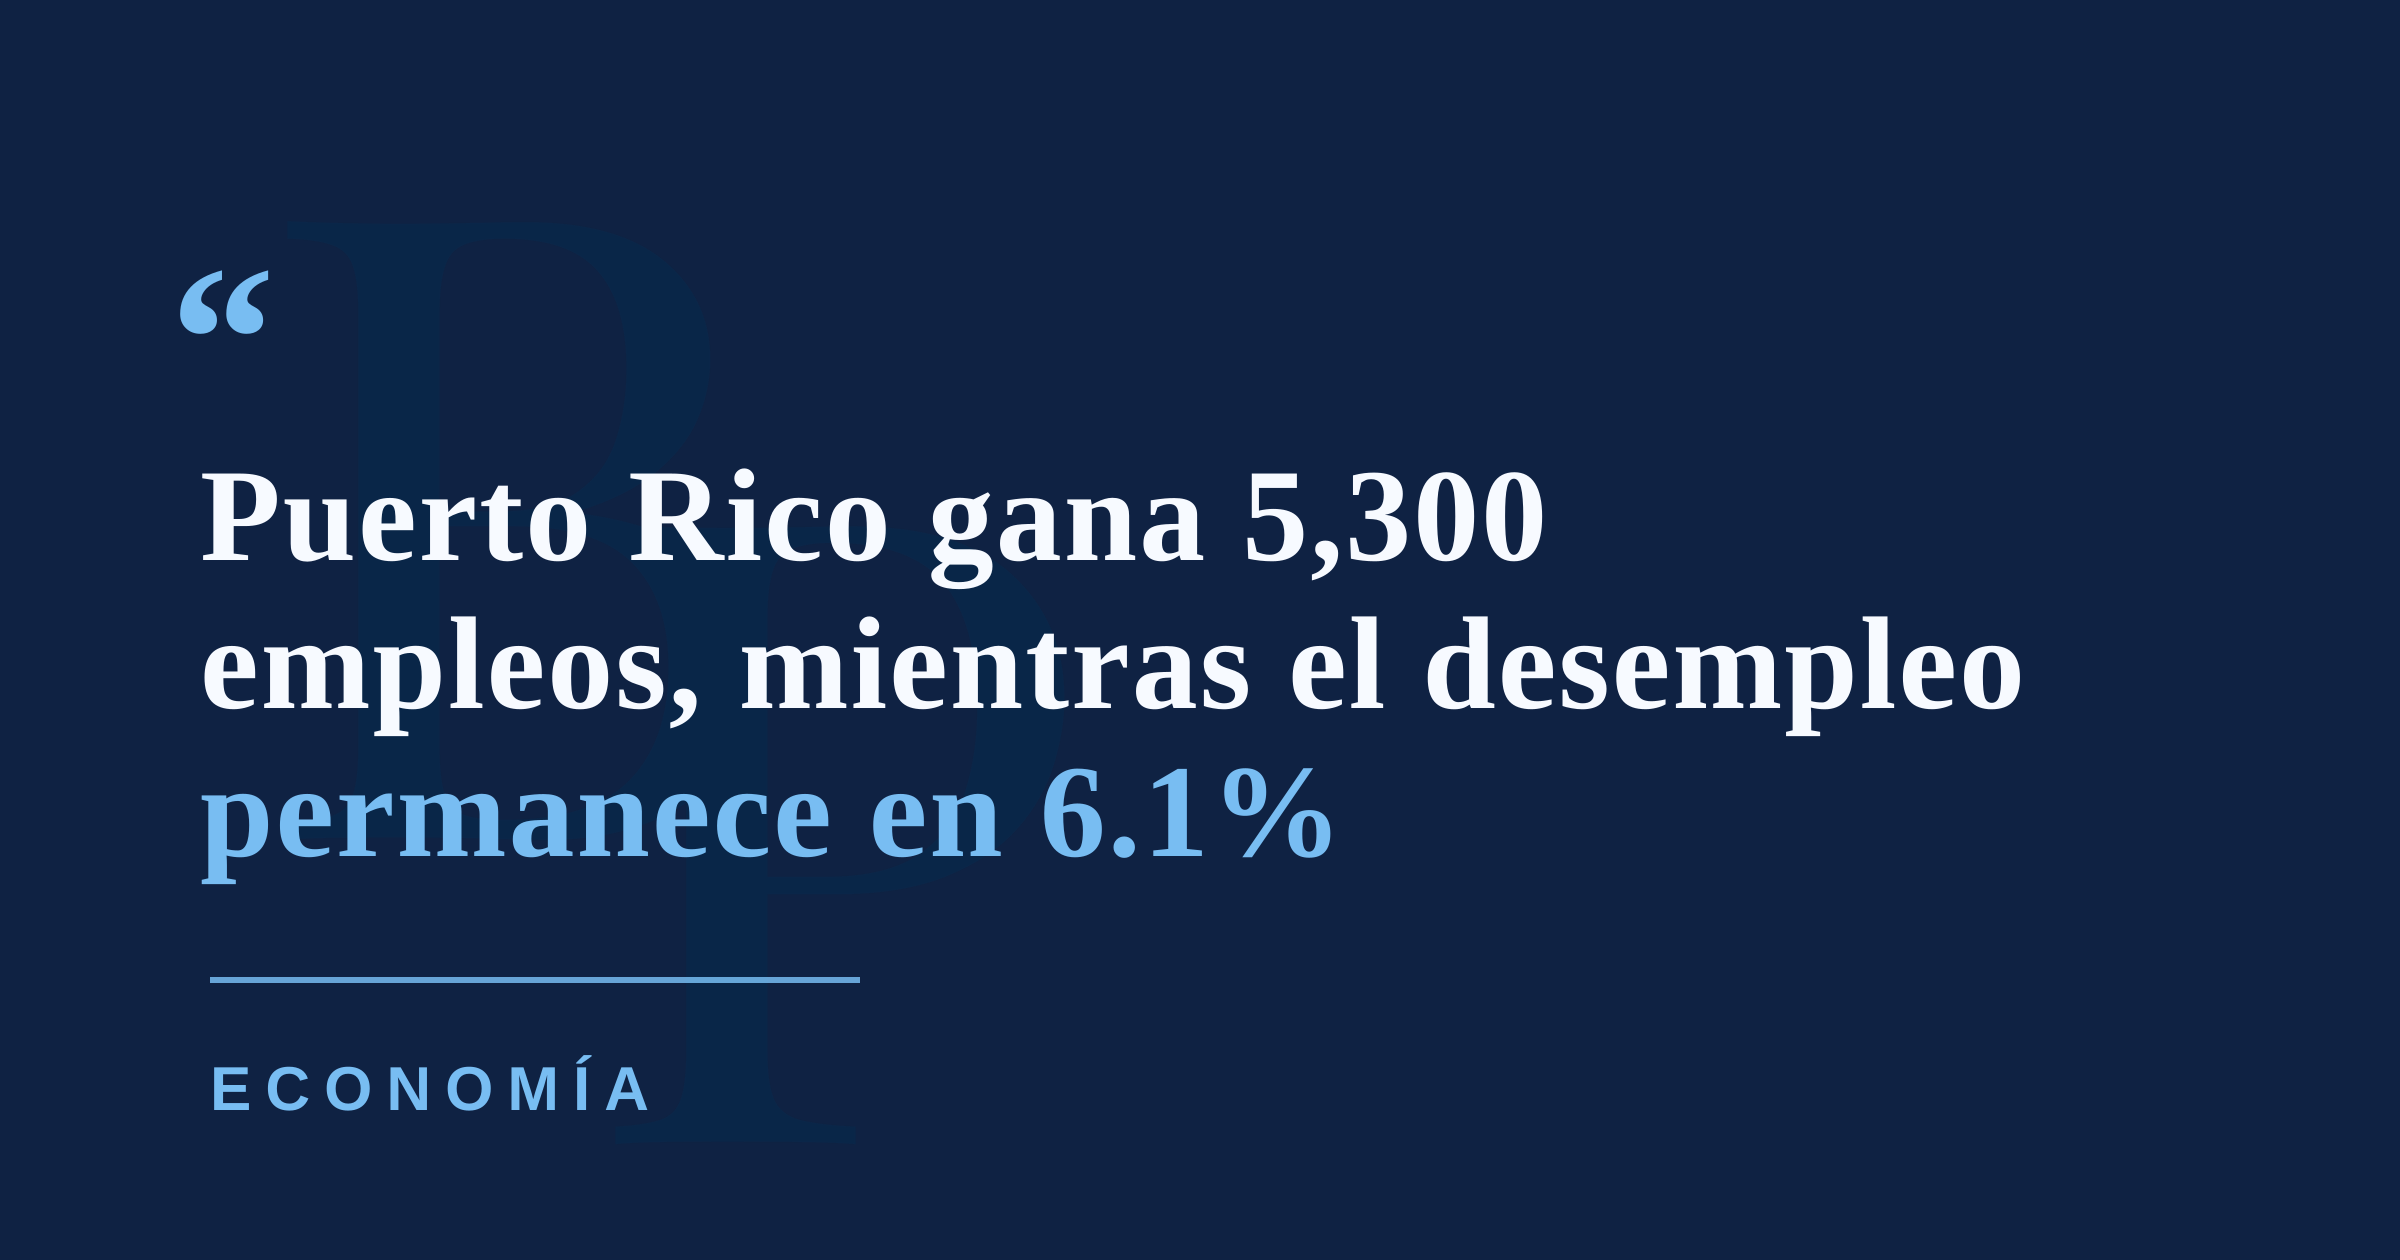 “
Puerto Rico gana 5,300
empleos, mientras el desempleo
permanece en 6.1%
ECONOMÍA